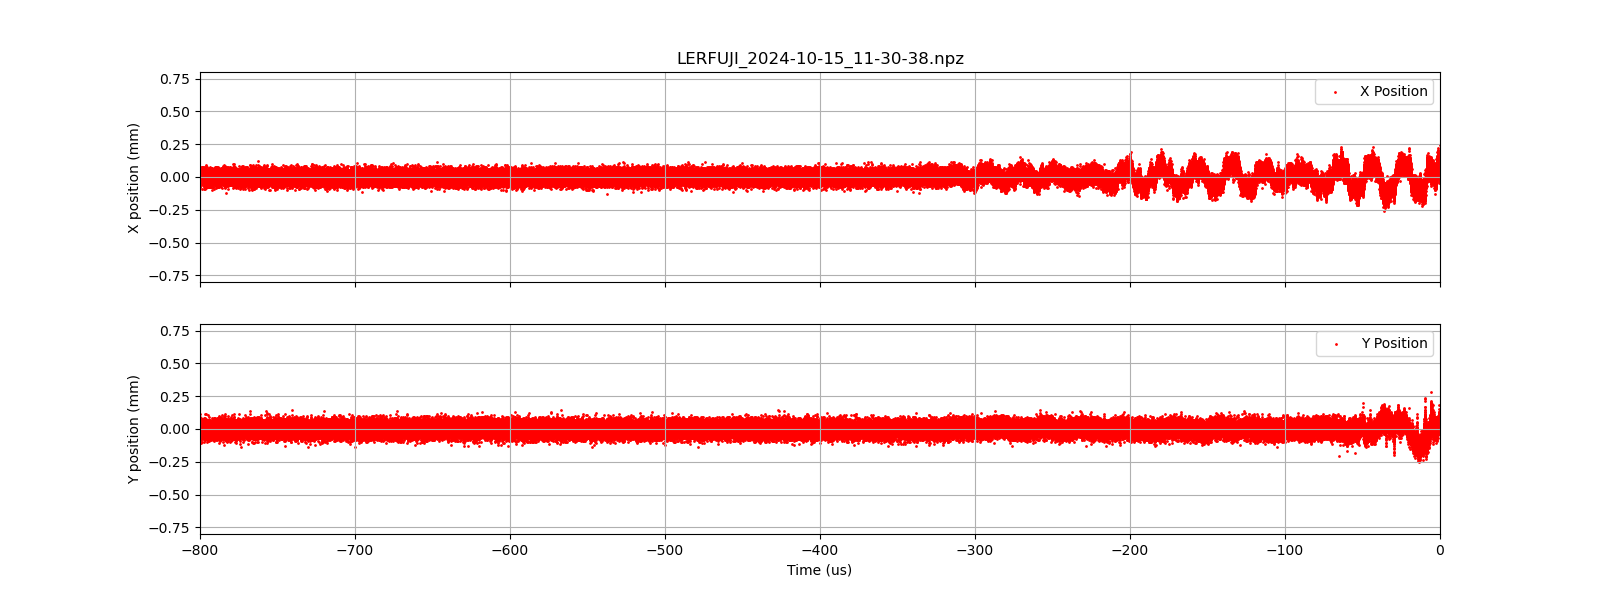 LERFUJI_2024-10-15_11-30-38.npz
X position (mm)
0.75
0.50
0.25
0.00
−0.25
−0.50
−0.75
X Position
Y position (mm)
0.75
0.50
0.25
0.00
−0.25
−0.50
−0.75
Y Position
−800 −700 −600 −500 −400 −300 −200 −100 0
Time (us)